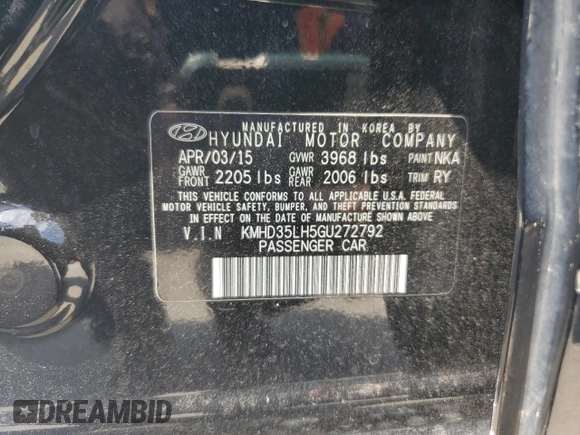 MANUFACTURED IN KOREA BY
HYUNDAI MOTOR COMPANY
APR/03/15 GVWR 3968 lbs PAINT NKA
GAWR FRONT 2205 lbs GAWR REAR 2006 lbs TRIM RY
THIS VEHICLE CONFORMS TO ALL APPLICABLE U.S.A. FEDERAL
MOTOR VEHICLE SAFETY, BUMPER, AND THEFT PREVENTION STANDARDS
IN EFFECT ON THE DATE OF MANUFACTURE SHOWN ABOVE.
V.I.N KMHD35LH5GU272792
PASSENGER CAR
DREAMBID